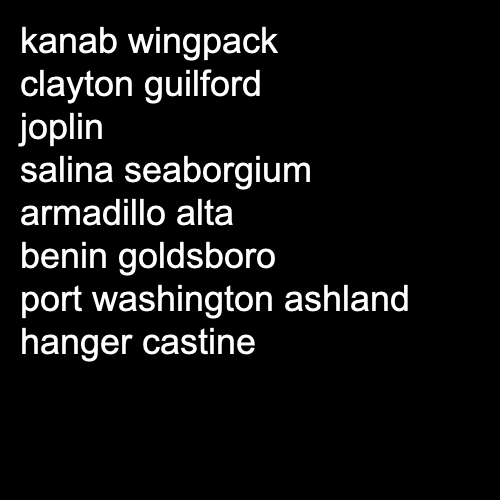 kanab wingpack
clayton guilford
joplin
salina seaborgium
armadillo alta
benin goldsboro
port washington ashland
hanger castine